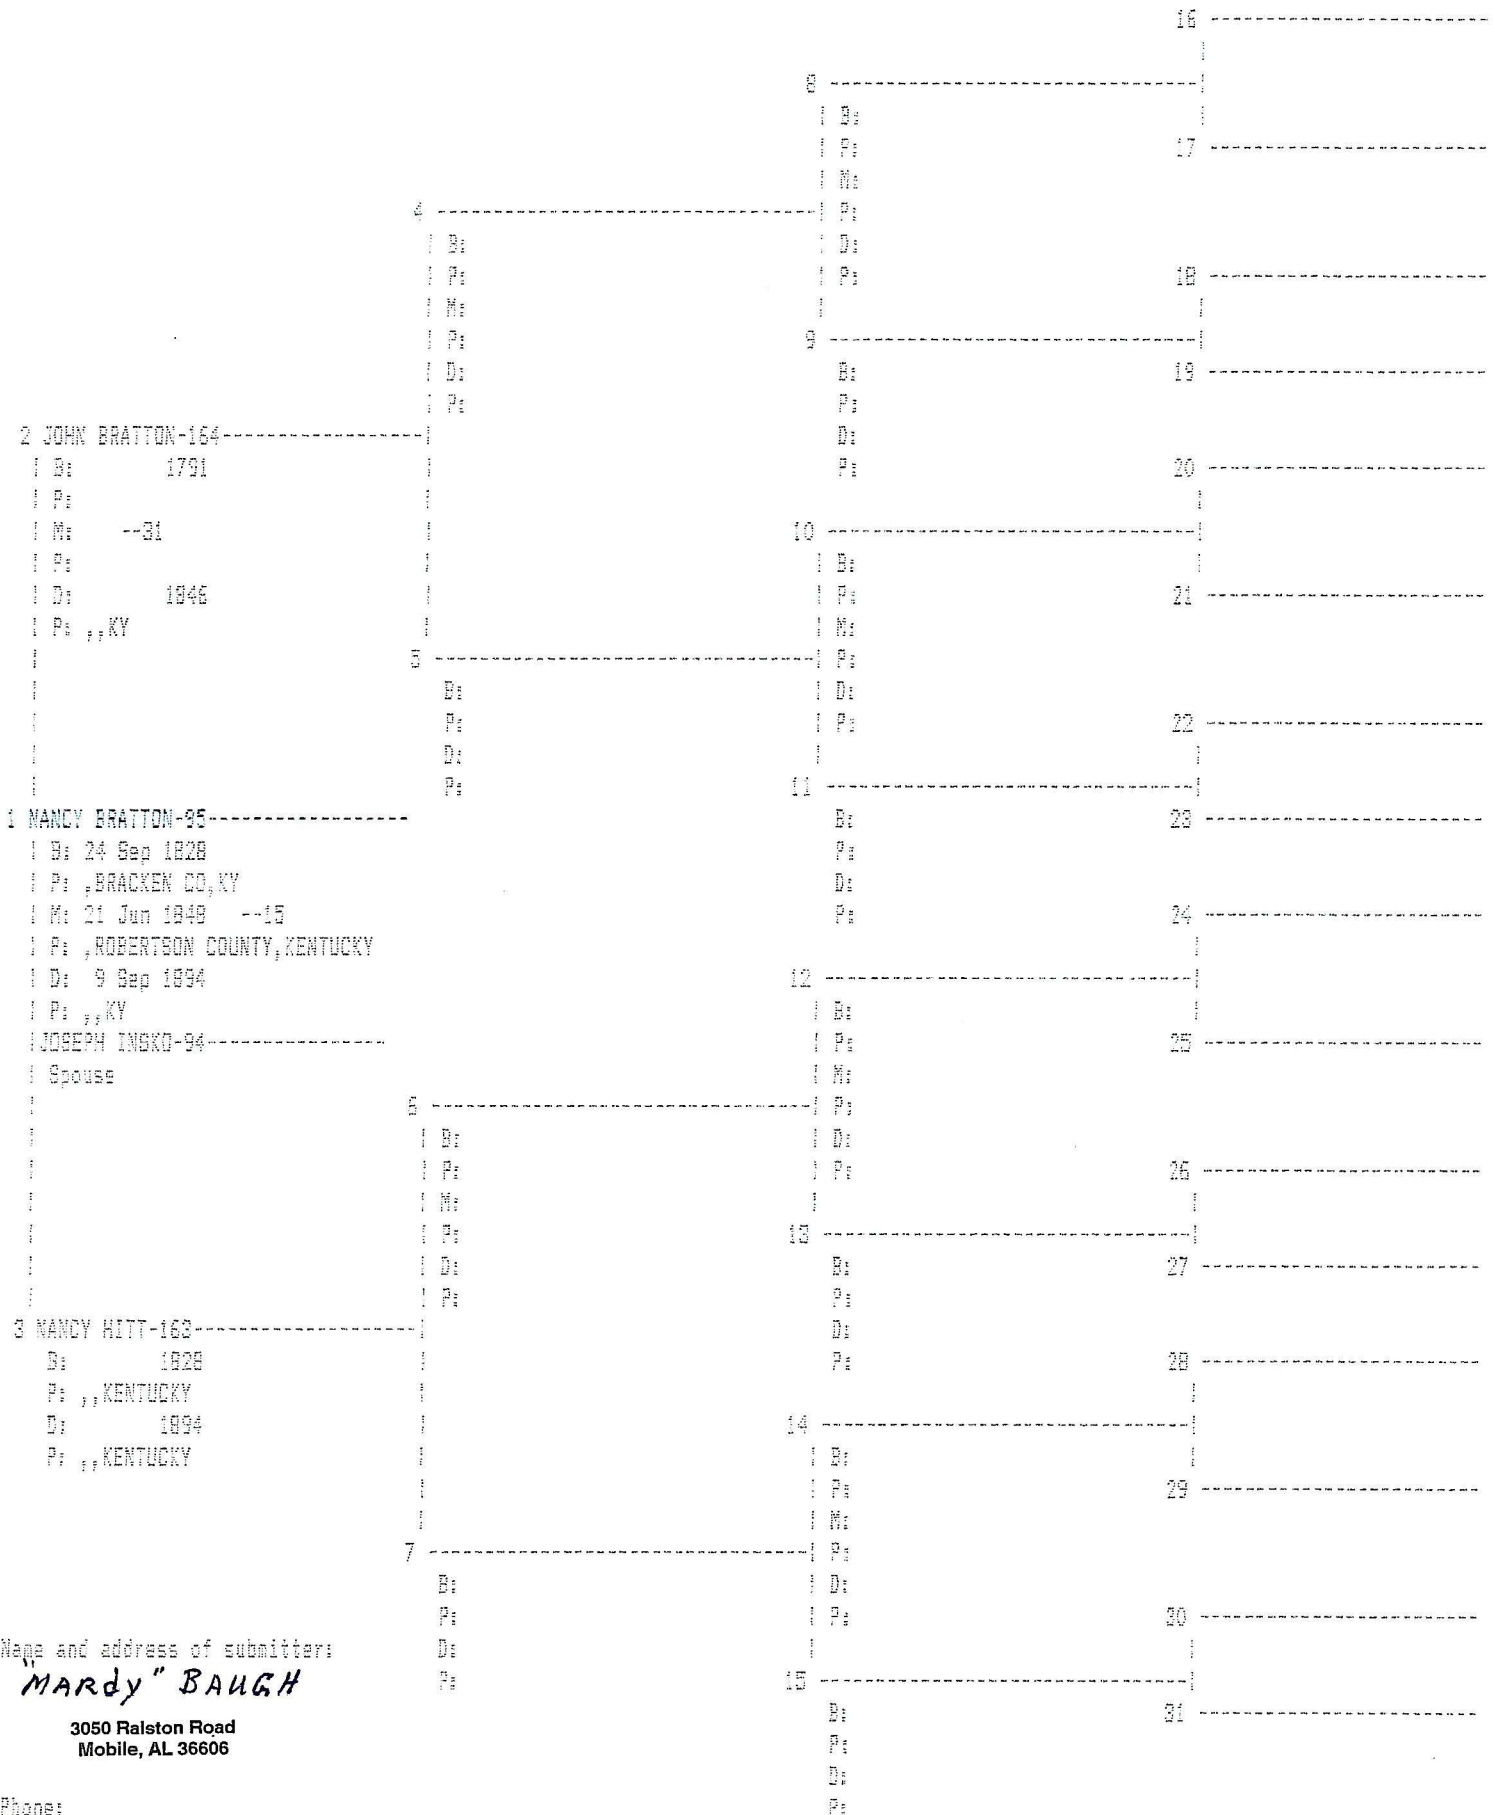 16
8
B:
P:
17
M:
4
P:
B:
D:
P:
P:
18
M:
P:
9
D:
B:
19
P:
P:
2 JOHN BRATTON-164
D:
B: 1791
P:
20
P:
M: --31
10
P:
B:
D: 1846
P:
21
P: ,,KY
M:
5
P:
B:
D:
P:
P:
22
D:
P:
11
1 NANCY BRATTON-95
B:
23
B: 24 Sep 1828
P:
P: ,BRACKEN CO,KY
D:
M: 21 Jun 1848 --15
P:
24
P: ,ROBERTSON COUNTY,KENTUCKY
D: 9 Sep 1894
12
P: ,,KY
B:
JOSEPH INSKO-94
P:
25
Spouse
M:
6
P:
B:
D:
P:
P:
26
M:
P:
13
D:
B:
27
P:
P:
3 NANCY HITT-163
D:
B: 1828
P:
28
P: ,,KENTUCKY
D: 1894
14
P: ,,KENTUCKY
B:
P:
29
M:
7
P:
B:
D:
P:
P:
30
Name and address of submitter:
D:
"MARdy" BAUGH
P:
15
3050 Ralston Road
B:
31
Mobile, AL 36606
P:
D:
Phone:
P: